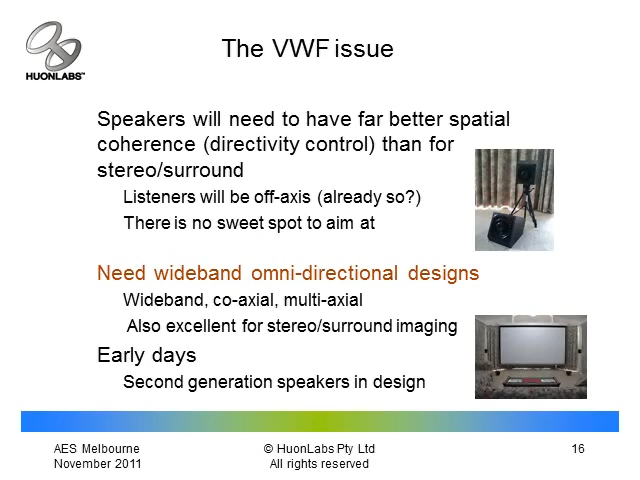 HUONLABS™
The VWF issue
Speakers will need to have far better spatial
coherence (directivity control) than for
stereo/surround
Listeners will be off-axis (already so?)
There is no sweet spot to aim at
Need wideband omni-directional designs
Wideband, co-axial, multi-axial
Also excellent for stereo/surround imaging
Early days
Second generation speakers in design
AES Melbourne
November 2011
© HuonLabs Pty Ltd
All rights reserved
16